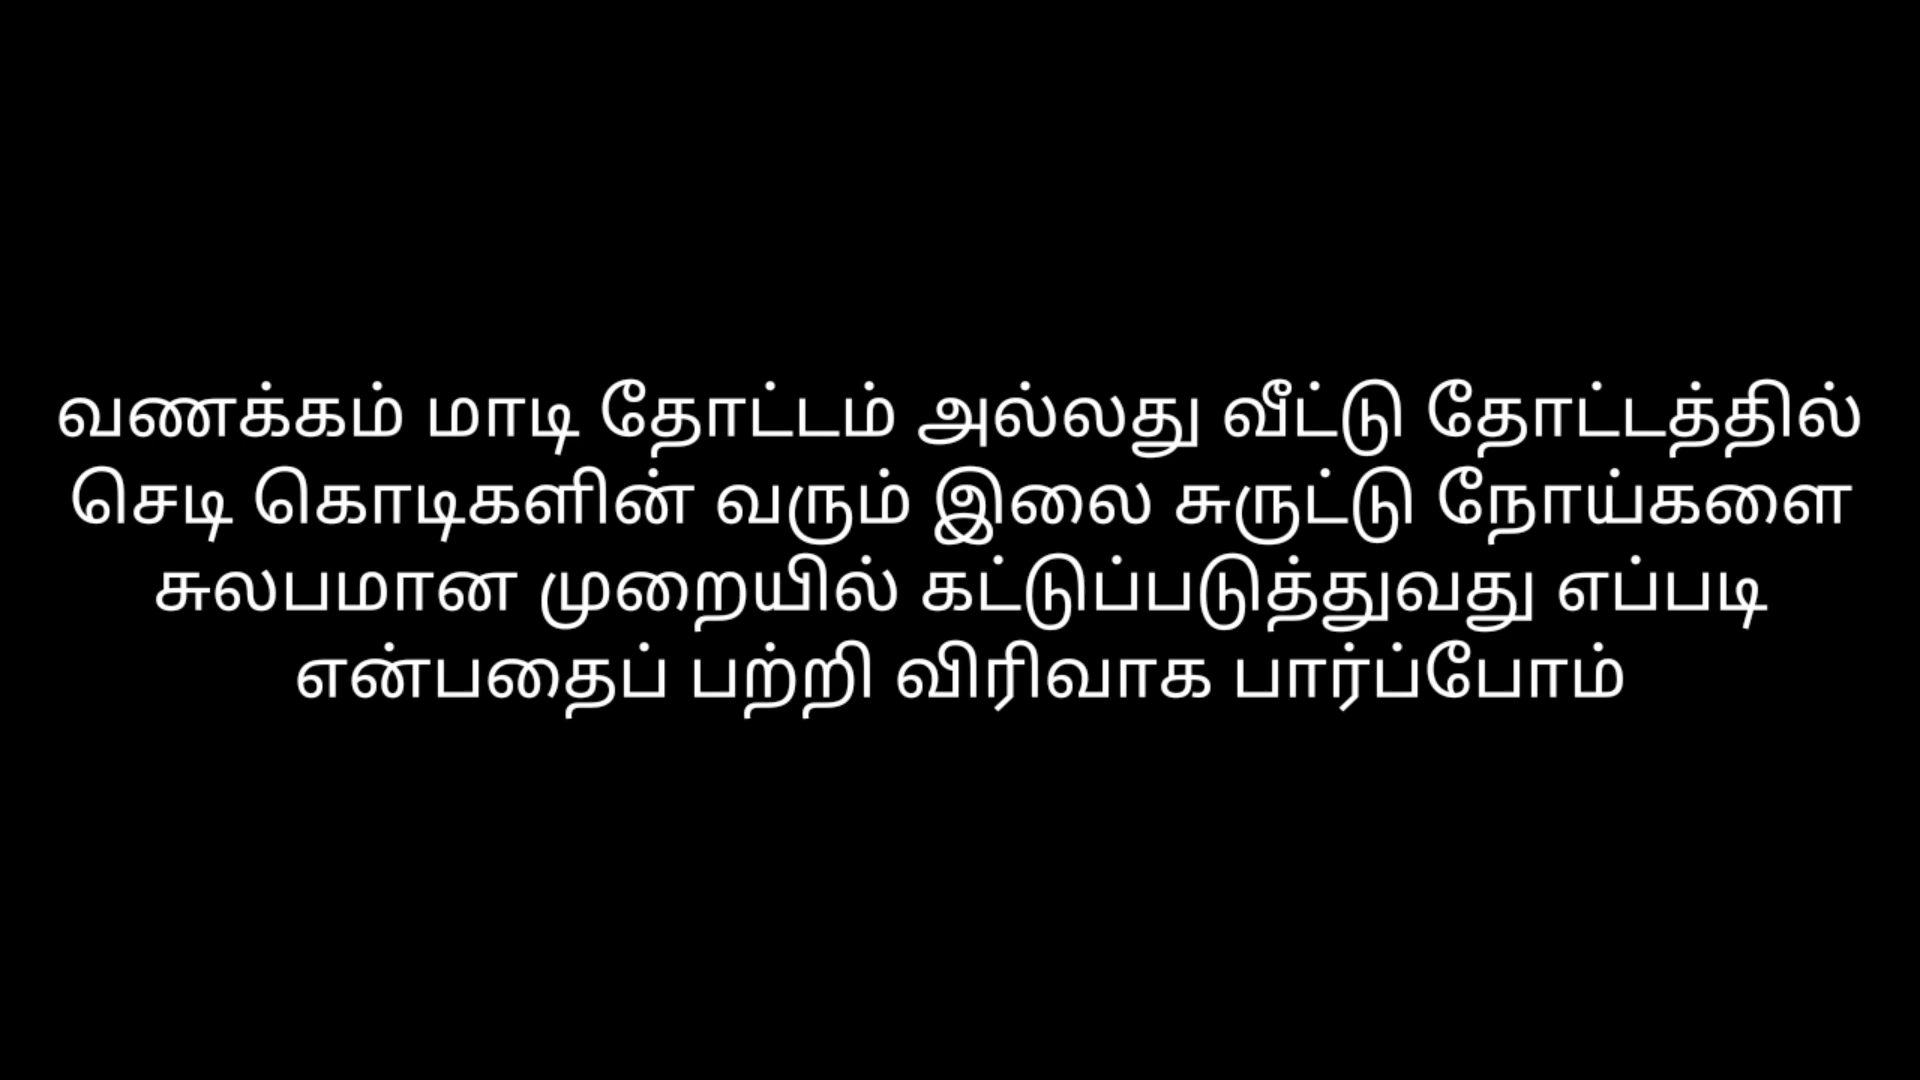 வணக்கம் மாடி தோட்டம் அல்லது வீட்டு தோட்டத்தில்
செடி கொடிகளின் வரும் இலை சுருட்டு நோய்களை
சுலபமான முறையில் கட்டுப்படுத்துவது எப்படி
என்பதைப் பற்றி விரிவாக பார்ப்போம்